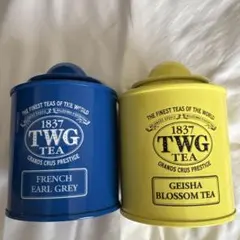 THE FINEST TEAS OF THE WORLD
1837
TWG
TEA
GRANDS CRUS PRESTIGE
FRENCH
EARL GREY
THE FINEST TEAS OF THE WORLD
1837
TWG
TEA
GRANDS CRUS PRESTIGE
GEISHA
BLOSSOM TEA